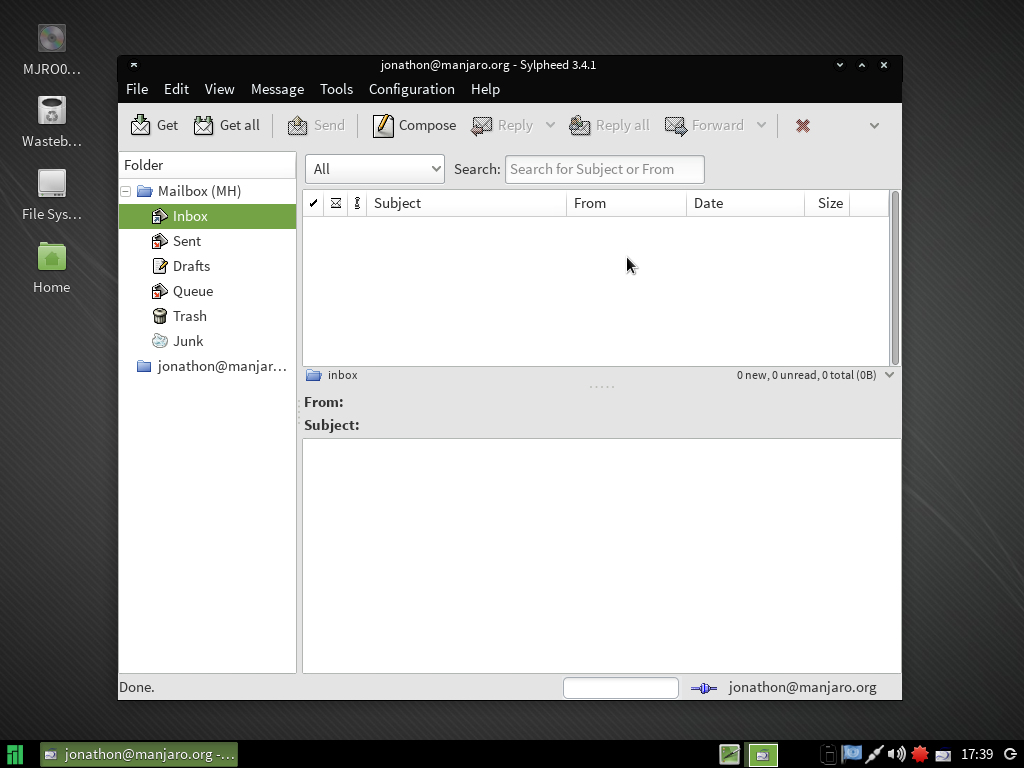 MJRO0...
Wasteb...
File Sys...
Home
jonathon@manjaro.org - Sylpheed 3.4.1
File Edit View Message Tools Configuration Help
Get Get all Send Compose Reply Reply all Forward
Folder
Mailbox (MH)
Inbox
Sent
Drafts
Queue
Trash
Junk
jonathon@manjar...
All Search: Search for Subject or From
Subject From Date Size
inbox 0 new, 0 unread, 0 total (0B)
From:
Subject:
Done. jonathon@manjaro.org
jonathon@manjaro.org -... 17:39